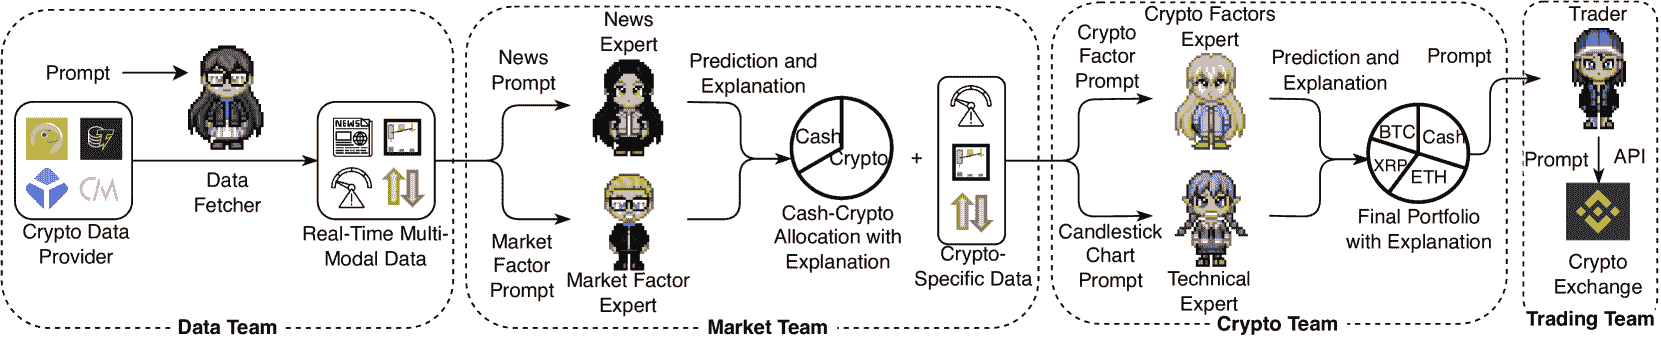 Prompt
Crypto Data
Provider
Data
Fetcher
NEWS
CM
Real-Time Multi-
Modal Data
Data Team
News
Prompt
News
Expert
Market
Factor
Prompt
Market Factor
Expert
Prediction and
Explanation
Cash
Crypto
Cash-Crypto
Allocation with
Explanation
+
Crypto-
Specific Data
Market Team
Crypto
Factor
Prompt
Crypto Factors
Expert
Candlestick
Chart
Prompt
Technical
Expert
Prediction and
Explanation
BTC
Cash
XRP
ETH
Final Portfolio
with Explanation
Crypto Team
Prompt
Trader
Prompt
API
Crypto
Exchange
Trading Team